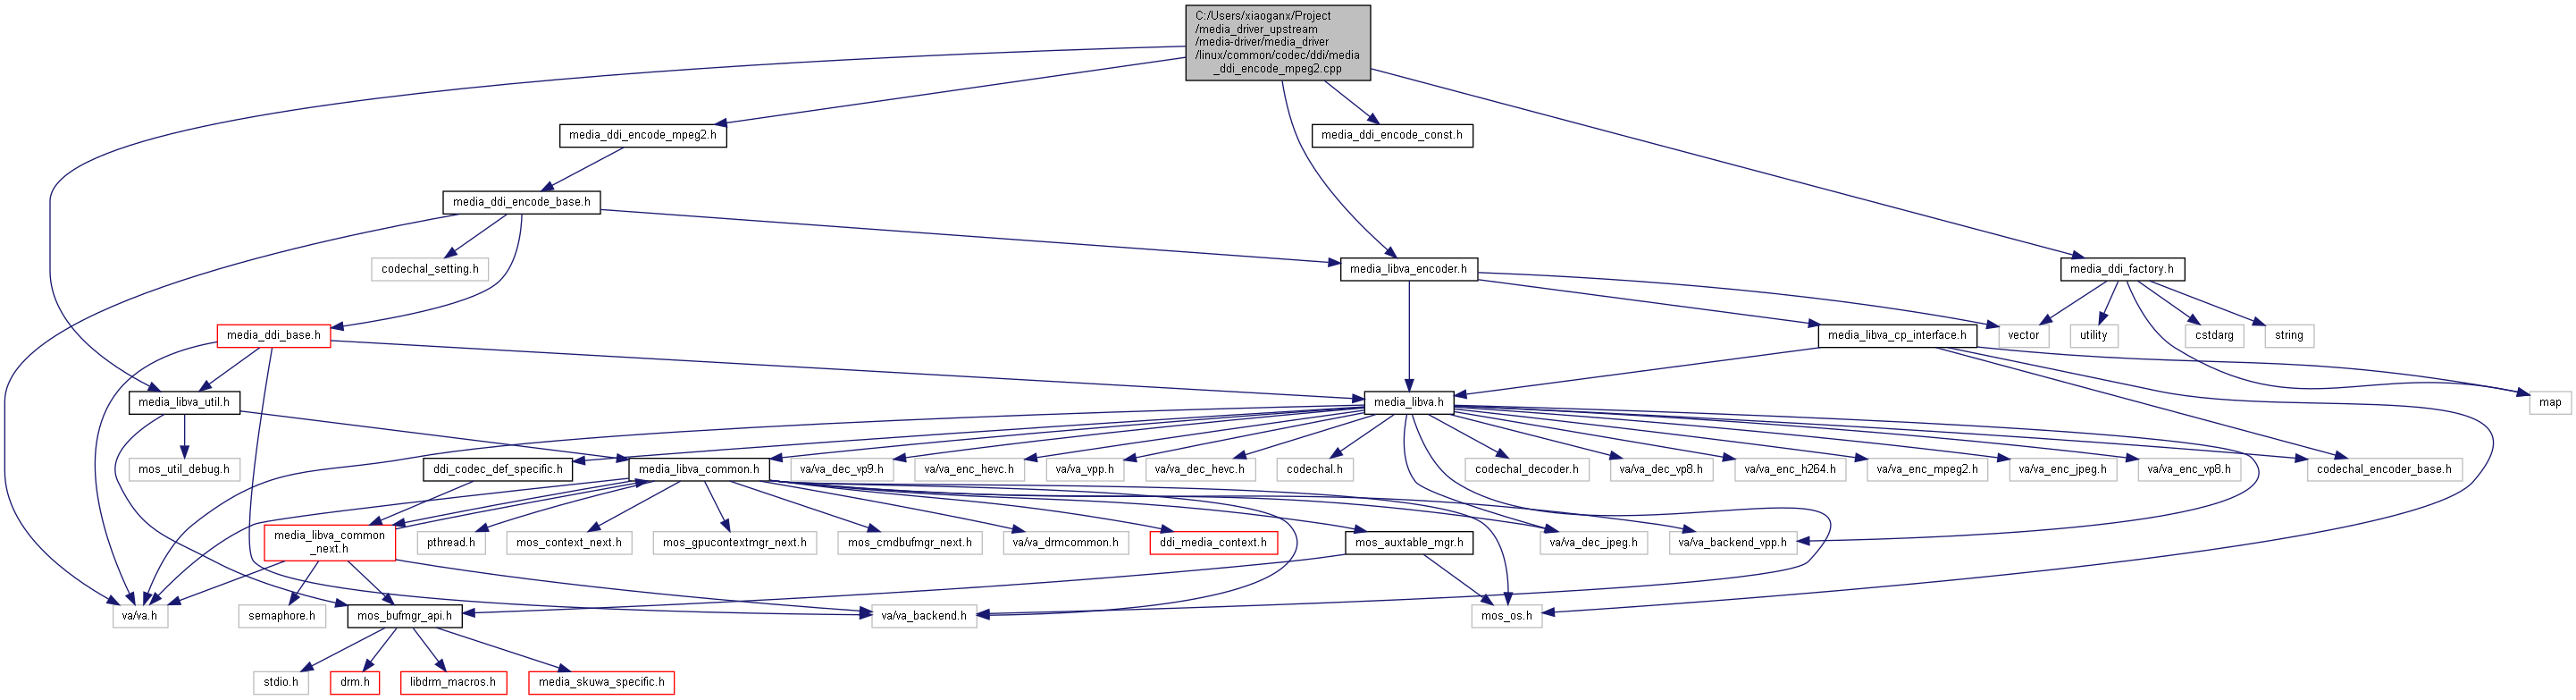 C:/Users/xiaoganx/Project
/media_driver_upstream
/media-driver/media_driver
/linux/common/codec/ddi/media
_ddi_encode_mpeg2.cpp
media_ddi_encode_mpeg2.h
media_ddi_encode_const.h
media_ddi_encode_base.h
codechal_setting.h
media_libva_encoder.h
media_ddi_factory.h
media_ddi_base.h
media_libva_cp_interface.h
vector
utility
cstdarg
string
media_libva_util.h
media_libva.h
map
mos_util_debug.h
ddi_codec_def_specific.h
media_libva_common.h
va/va_dec_vp9.h
va/va_enc_hevc.h
va/va_vpp.h
va/va_dec_hevc.h
codechal.h
codechal_decoder.h
va/va_dec_vp8.h
va/va_enc_h264.h
va/va_enc_mpeg2.h
va/va_enc_jpeg.h
va/va_enc_vp8.h
codechal_encoder_base.h
media_libva_common
_next.h
pthread.h
mos_context_next.h
mos_gpucontextmgr_next.h
mos_cmdbufmgr_next.h
va/va_drmcommon.h
ddi_media_context.h
mos_auxtable_mgr.h
va/va_dec_jpeg.h
va/va_backend_vpp.h
va/va.h
semaphore.h
mos_bufmgr_api.h
va/va_backend.h
mos_os.h
stdio.h
drm.h
libdrm_macros.h
media_skuwa_specific.h